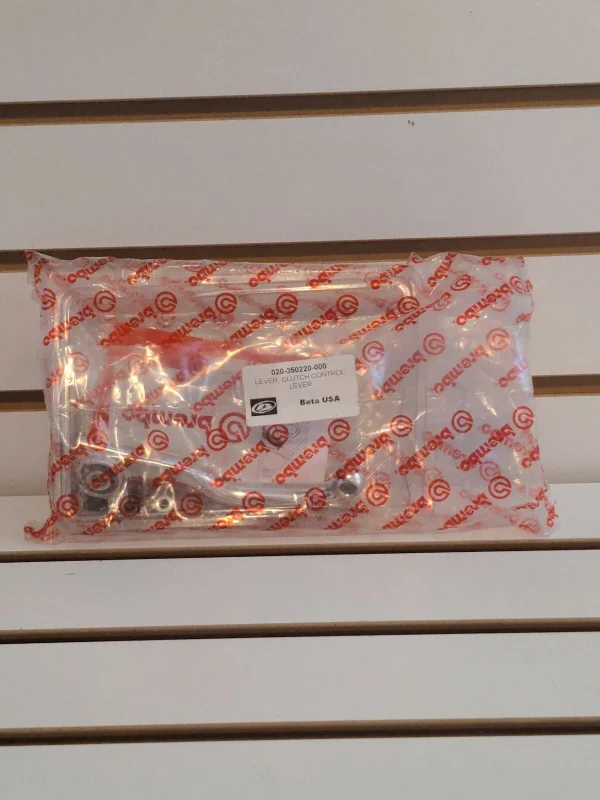 brembo
020-350220-000
LEVER CLUTCH CONTROL
LEVER
Beta USA